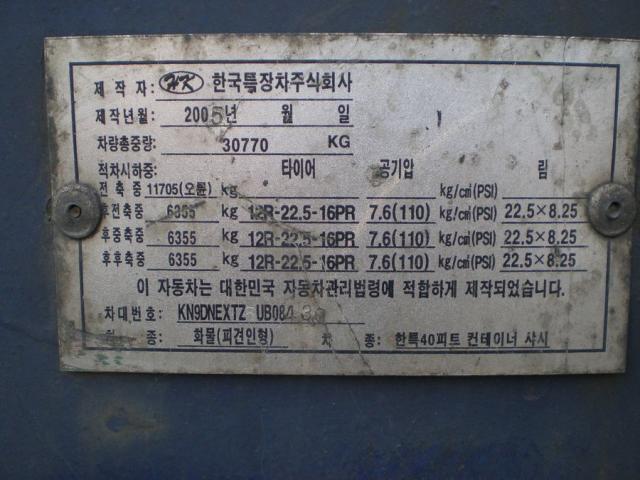 제 작 자: HK 한국특장차주식회사
제작년월: 2005년 월 일
차량총중량: 30770 KG
적차시하중: 타이어 공기압 림
전 축 중 11705(오륜) kg kg/cm²(PSI)
후전축중 6355 kg 12R-22.5-16PR 7.6(110) kg/cm²(PSI) 22.5×8.25
후중축중 6355 kg 12R-22.5-16PR 7.6(110) kg/cm²(PSI) 22.5×8.25
후후축중 6355 kg 12R-22.5-16PR 7.6(110) kg/cm²(PSI) 22.5×8.25
이 자동차는 대한민국 자동차관리법령에 적합하게 제작되었습니다.
차대번호: KN9DNEXTZ UB084
종: 화물(피견인형) 차 종: 한특40피트 컨테이너 샤시